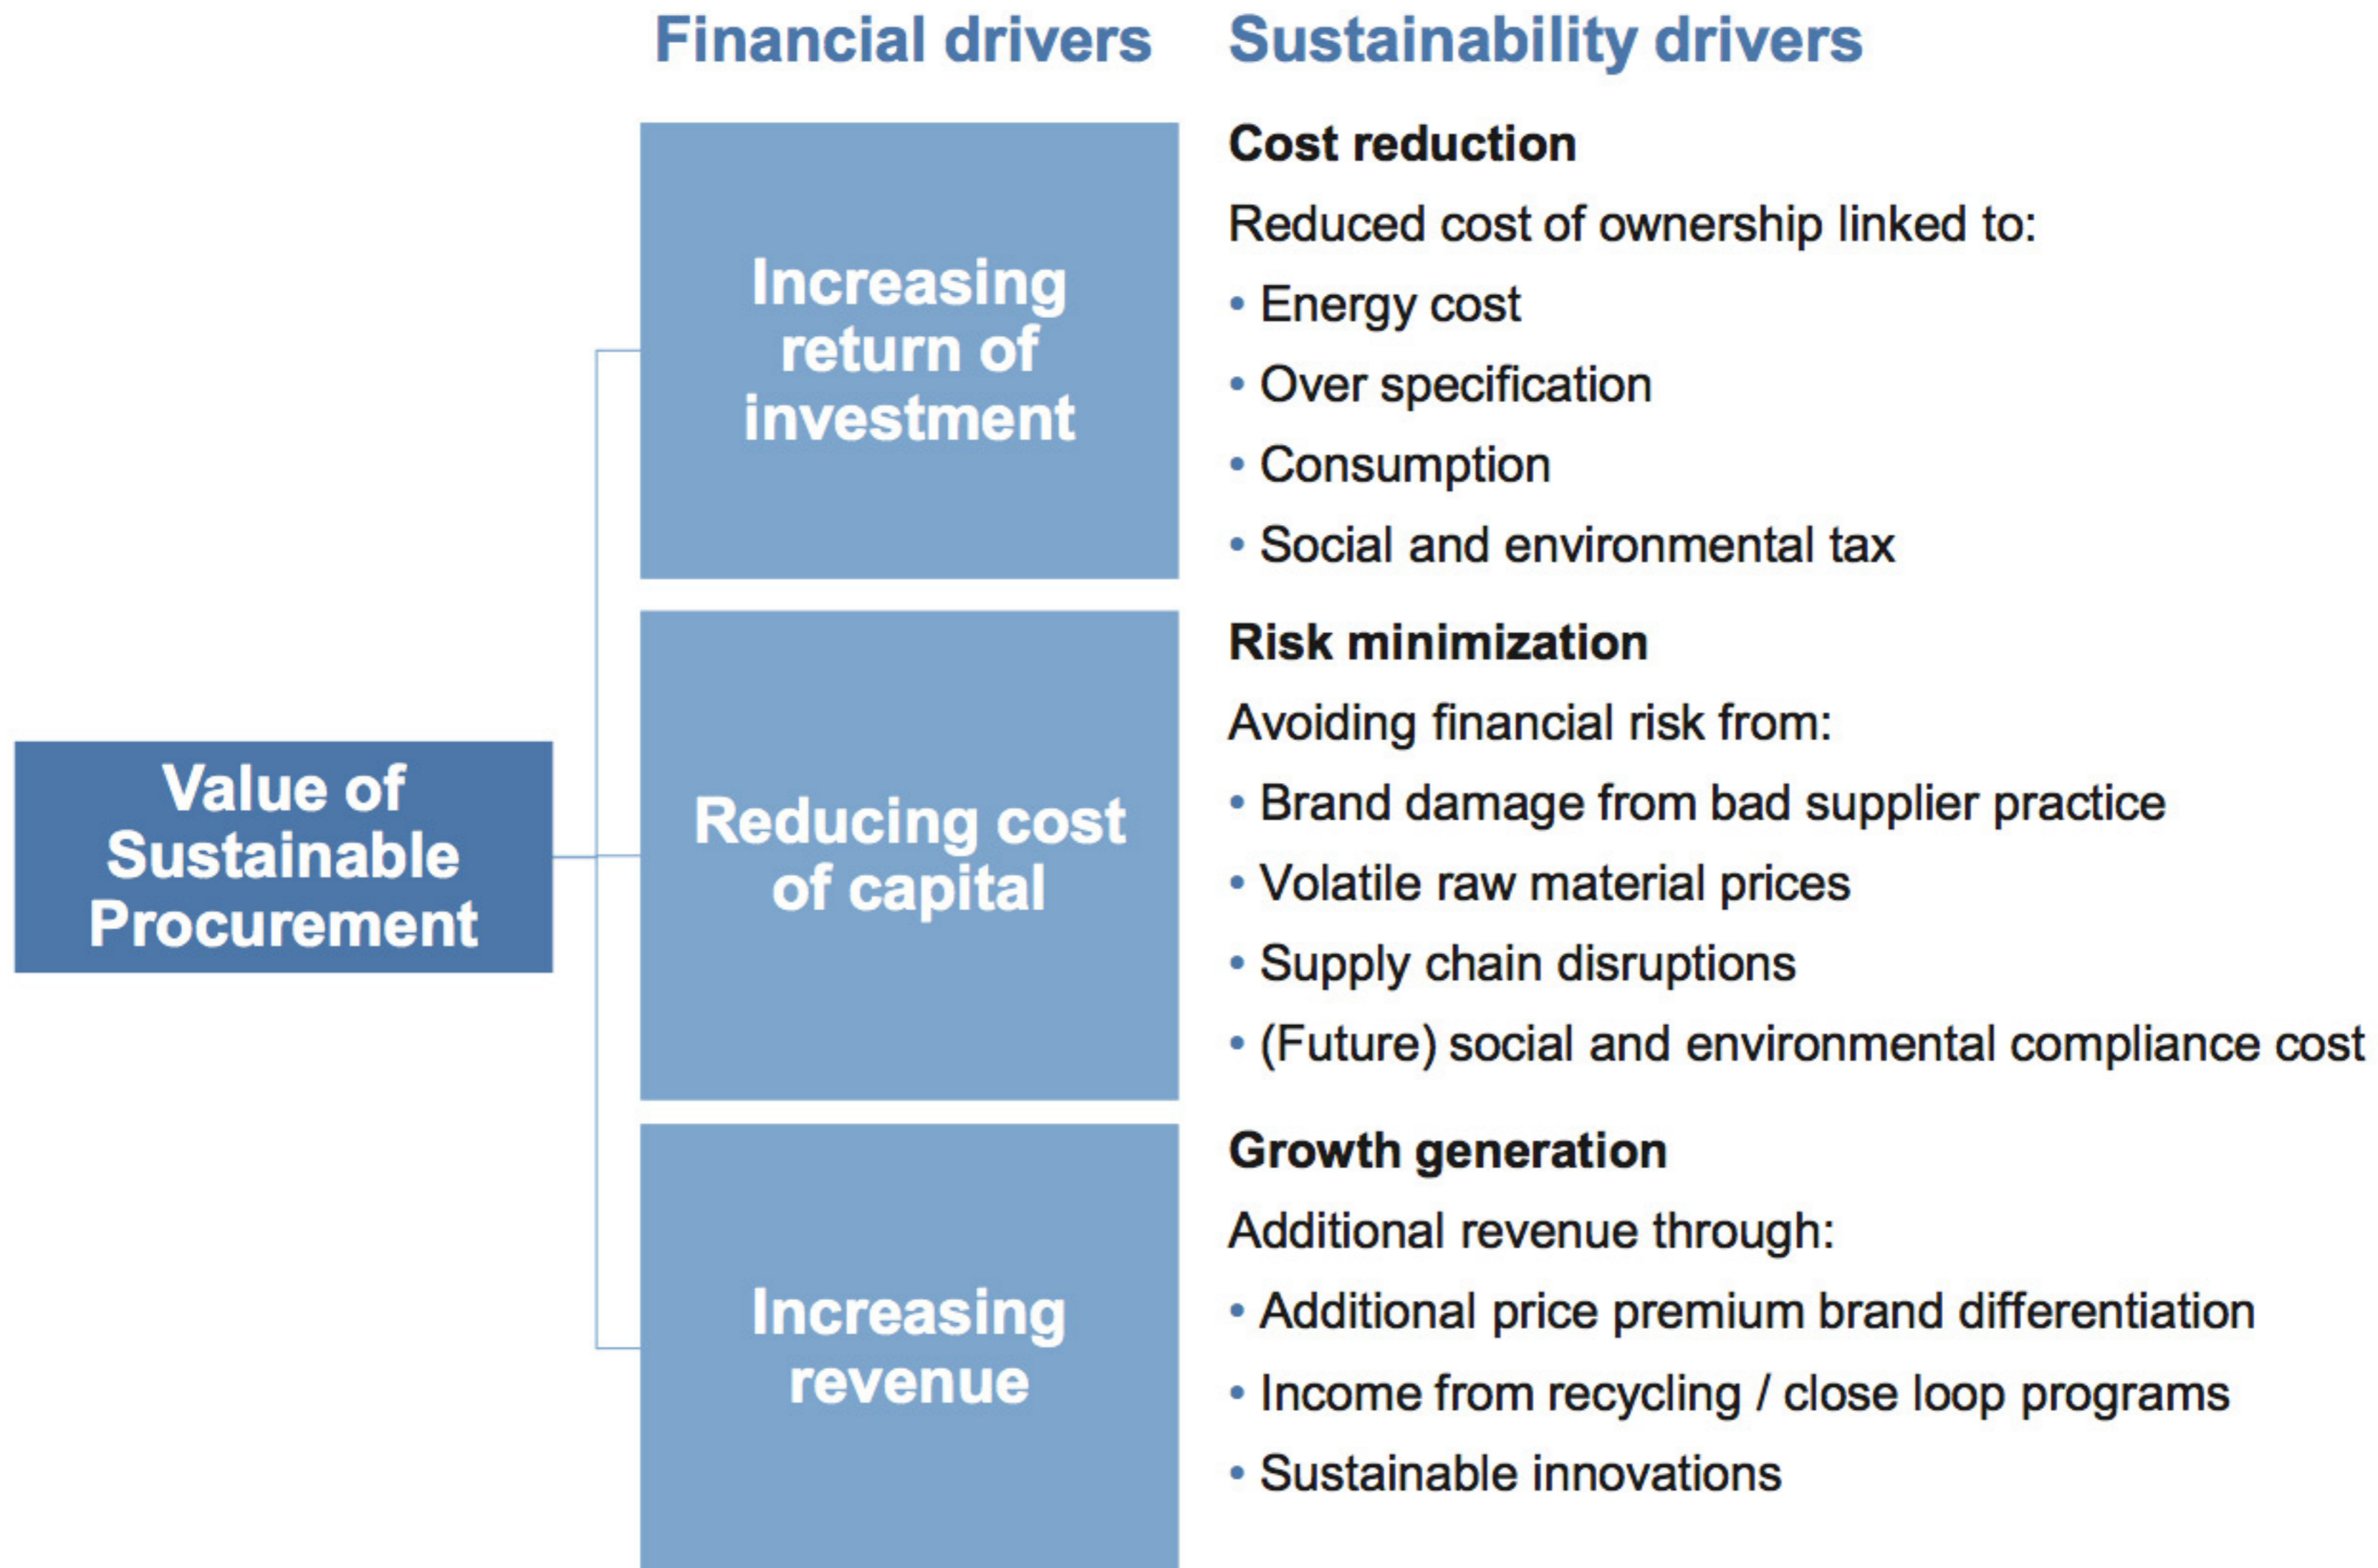 Financial drivers
Sustainability drivers
Value of
Sustainable
Procurement
Increasing
return of
investment
Cost reduction
Reduced cost of ownership linked to:
• Energy cost
• Over specification
• Consumption
• Social and environmental tax
Reducing cost
of capital
Risk minimization
Avoiding financial risk from:
• Brand damage from bad supplier practice
• Volatile raw material prices
• Supply chain disruptions
• (Future) social and environmental compliance cost
Increasing
revenue
Growth generation
Additional revenue through:
• Additional price premium brand differentiation
• Income from recycling / close loop programs
• Sustainable innovations